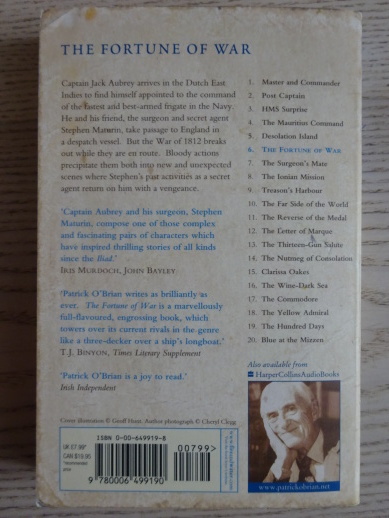 THE FORTUNE OF WAR
Captain Jack Aubrey arrives in the Dutch East
Indies to find himself appointed to the command
of the fastest and best-armed frigate in the Navy.
He and his friend, the surgeon and secret agent
Stephen Maturin, take passage to England in
a despatch vessel. But the War of 1812 breaks
out while they are en route. Bloody actions
precipitate them both into new and unexpected
scenes where Stephen's past activities as a secret
agent return on him with a vengeance.
'Captain Aubrey and his surgeon, Stephen
Maturin, compose one of those complex
and fascinating pairs of characters which
have inspired thrilling stories of all kinds
since the Iliad.'
IRIS MURDOCH, JOHN BAYLEY
'Patrick O'Brian writes as brilliantly as
ever. The Fortune of War is a marvellously
full-flavoured, engrossing book, which
towers over its current rivals in the genre
like a three-decker over a ship's longboat.'
T.J. BINYON, Times Literary Supplement
'Patrick O'Brian is a joy to read.'
Irish Independent
1. Master and Commander
2. Post Captain
3. HMS Surprise
4. The Mauritius Command
5. Desolation Island
6. THE FORTUNE OF WAR
7. The Surgeon's Mate
8. The Ionian Mission
9. Treason's Harbour
10. The Far Side of the World
11. The Reverse of the Medal
12. The Letter of Marque
13. The Thirteen-Gun Salute
14. The Nutmeg of Consolation
15. Clarissa Oakes
16. The Wine-Dark Sea
17. The Commodore
18. The Yellow Admiral
19. The Hundred Days
20. Blue at the Mizzen
Also available from
HarperCollinsAudioBooks
www.patrickobrian.net
Cover illustration © Geoff Hunt. Author photograph © Cheryl Clegg
UK £7.99*
CAN $19.95
*recommended
price
ISBN 0-00-649919-8
00799>
9 780006 499190